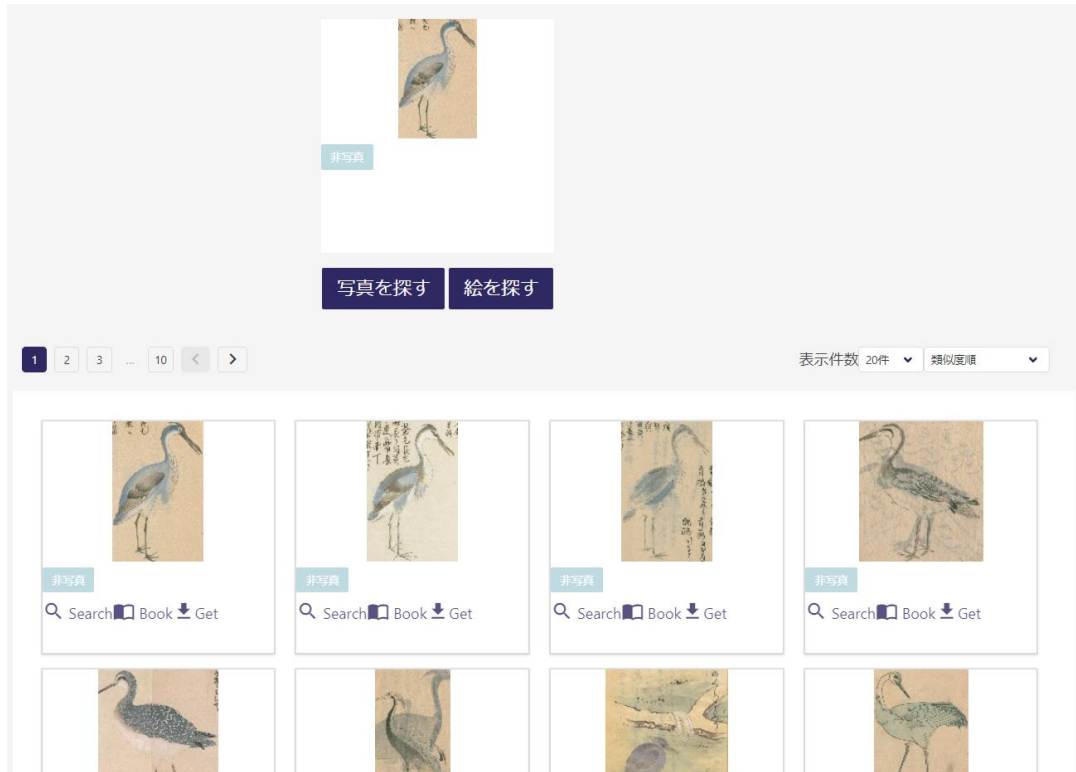 非写真
写真を探す 絵を探す
1 2 3 ... 10 < >
表示件数 20件 類似度順
非写真 非写真 非写真 非写真
Search Book Get Search Book Get Search Book Get Search Book Get